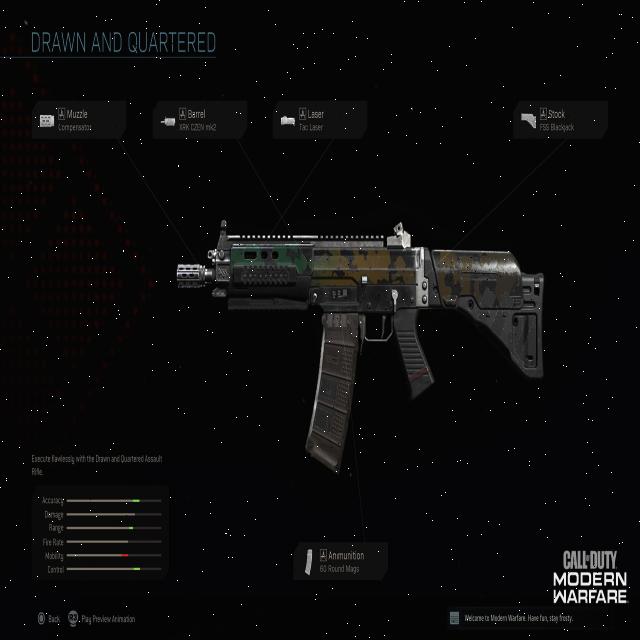 DRAWN AND QUARTERED
Muzzle
Compensator
Barrel
XRK CZEN mk2
Laser
Tac Laser
Stock
FSS Blackjack
Execute flawlessly with the Drawn and Quartered Assault
Rifle.
Accuracy
Damage
Range
Fire Rate
Mobility
Control
Ammunition
60 Round Mags
CALL OF DUTY
MODERN
WARFARE
Back
Play Preview Animation
Welcome to Modern Warfare. Have fun, stay frosty.